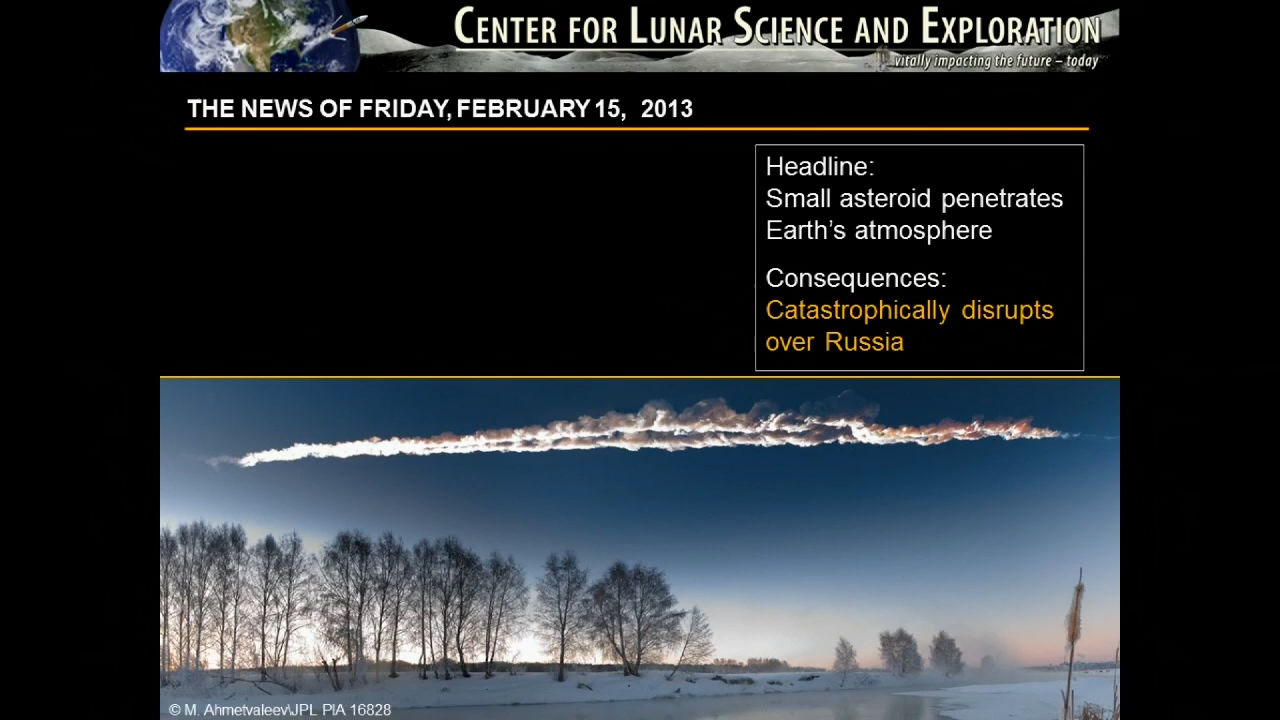 CENTER FOR LUNAR SCIENCE AND EXPLORATION
vitally impacting the future – today
THE NEWS OF FRIDAY, FEBRUARY 15, 2013
Headline:
Small asteroid penetrates
Earth's atmosphere
Consequences:
Catastrophically disrupts
over Russia
© M. Ahmetvaleev\JPL PIA 16828